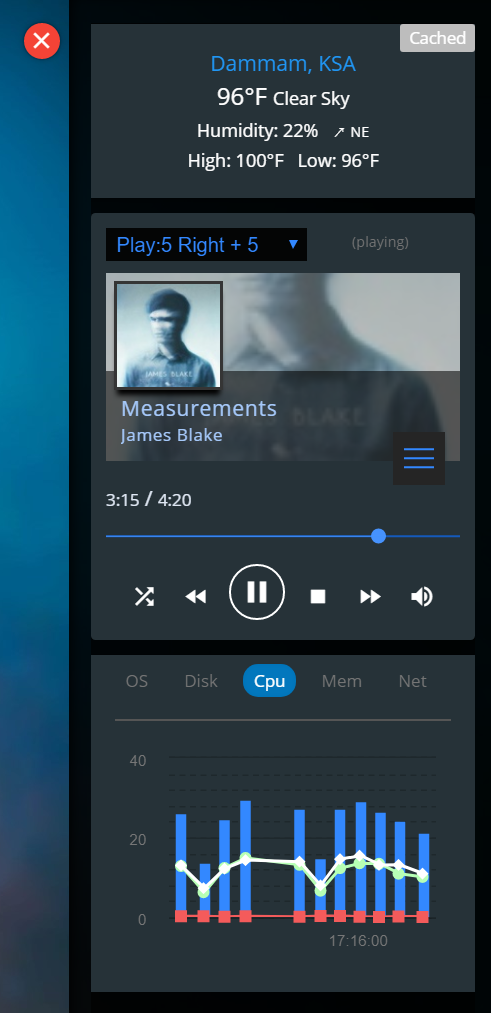 Cached
Dammam, KSA
96°F Clear Sky
Humidity: 22% ↗ NE
High: 100°F Low: 96°F
Play:5 Right + 5 ▼
(playing)
JAMES BLAKE
Measurements
James Blake
3:15 / 4:20
OS Disk Cpu Mem Net
40
20
0
17:16:00